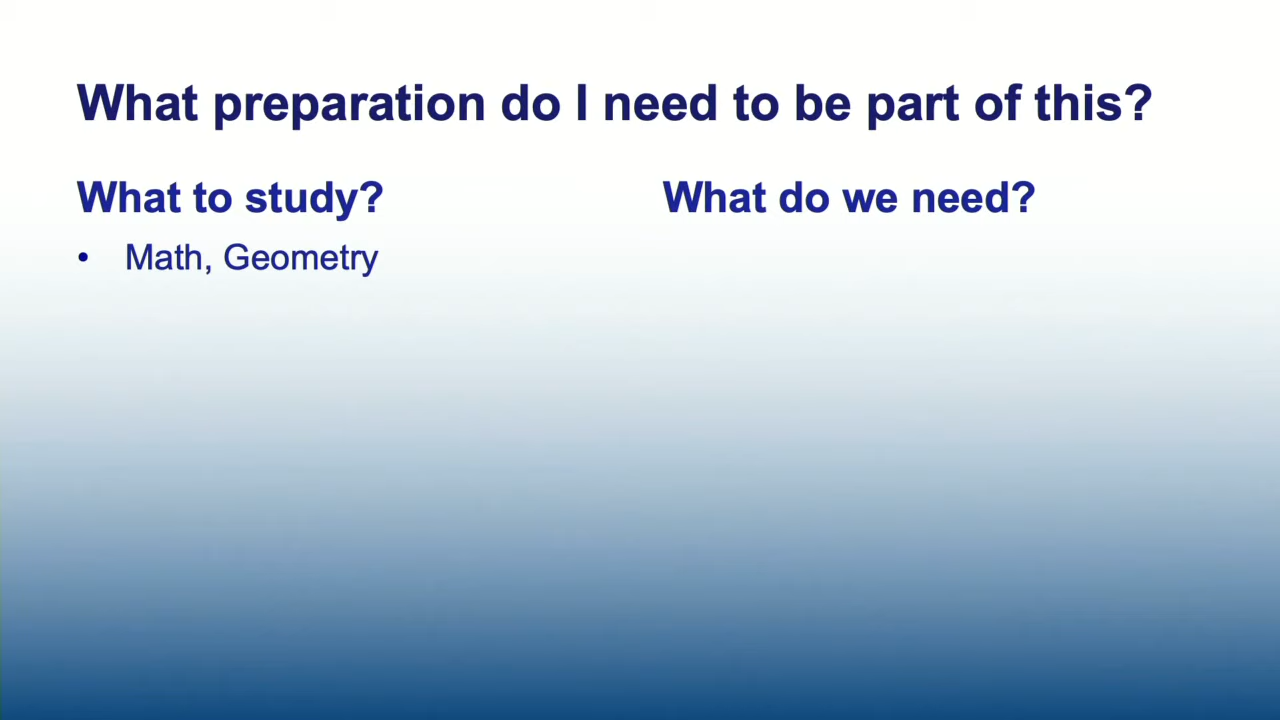 What preparation do I need to be part of this?
What to study?
• Math, Geometry
What do we need?